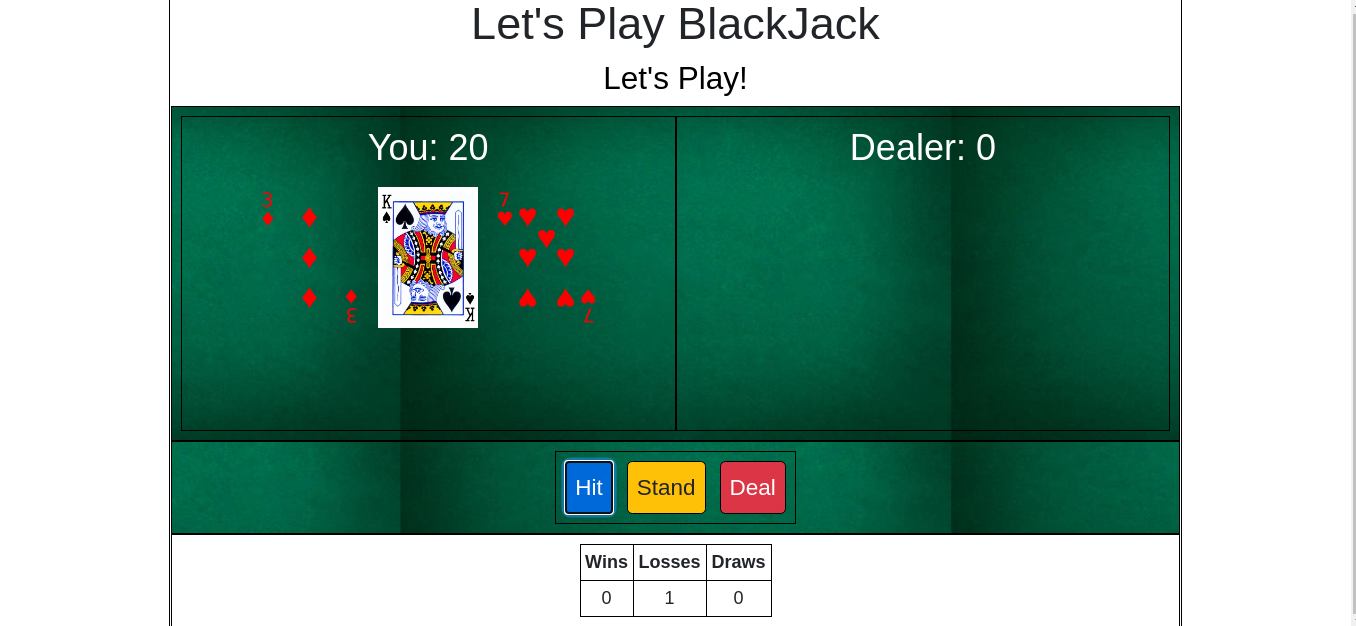 Let's Play BlackJack
Let's Play!
You: 20
Dealer: 0
3
3
K
K
7
7
Hit Stand Deal
Wins Losses Draws
0 1 0